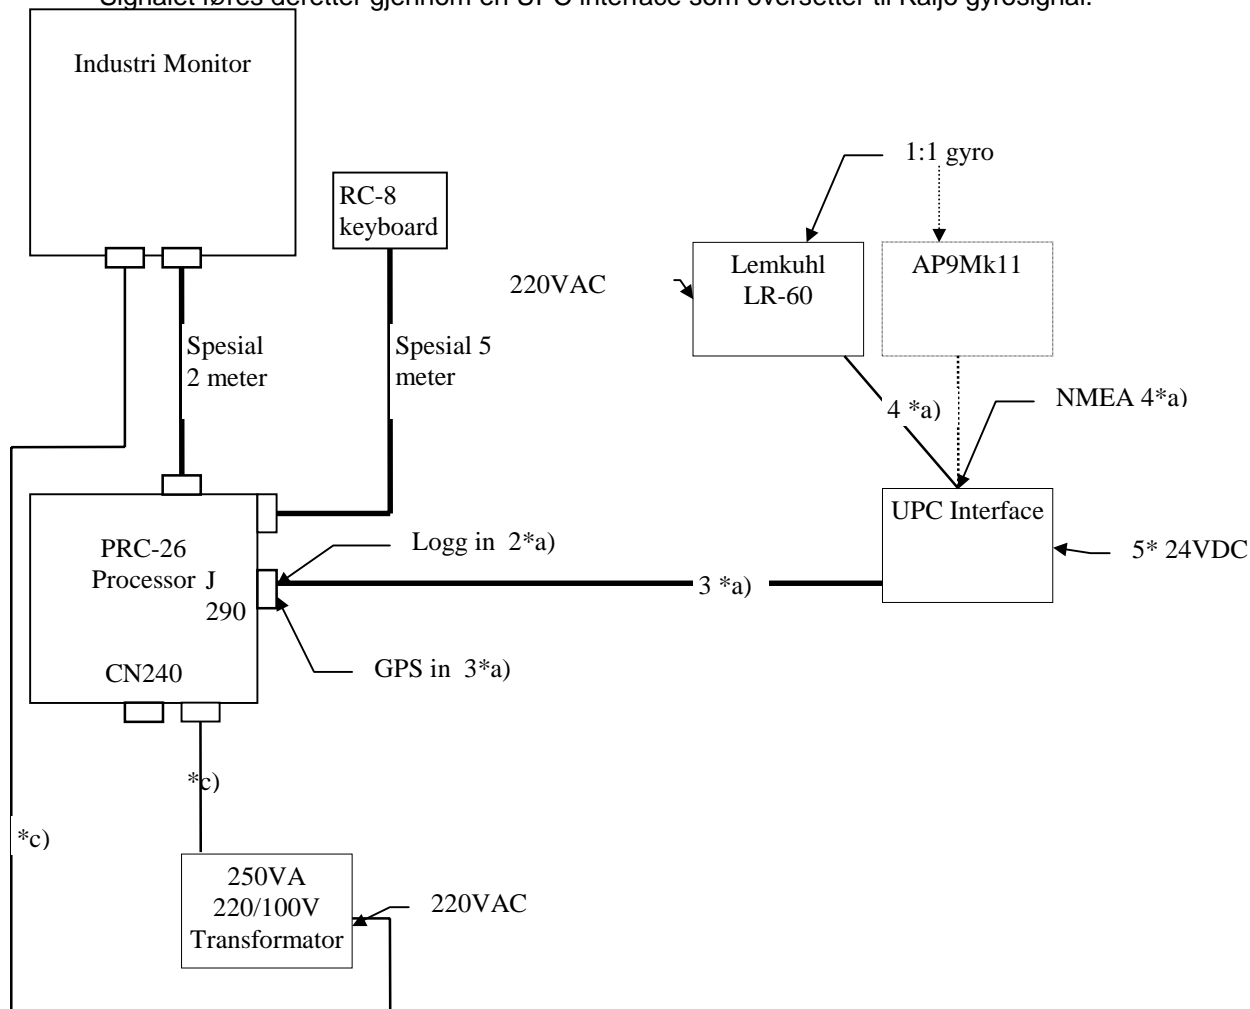 Signalet føres deretter gjennom en UPC interface som oversetter til Kaijo gyrosignal.
Industri Monitor
RC-8
keyboard
1:1 gyro
Lemkuhl
LR-60
AP9Mk11
220VAC
Spesial
2 meter
Spesial 5
meter
4 *a)
NMEA 4*a)
UPC Interface
5* 24VDC
PRC-26
Processor J
290
CN240
Logg in 2*a)
3 *a)
GPS in 3*a)
*c)
*c)
250VA
220/100V
Transformator
220VAC